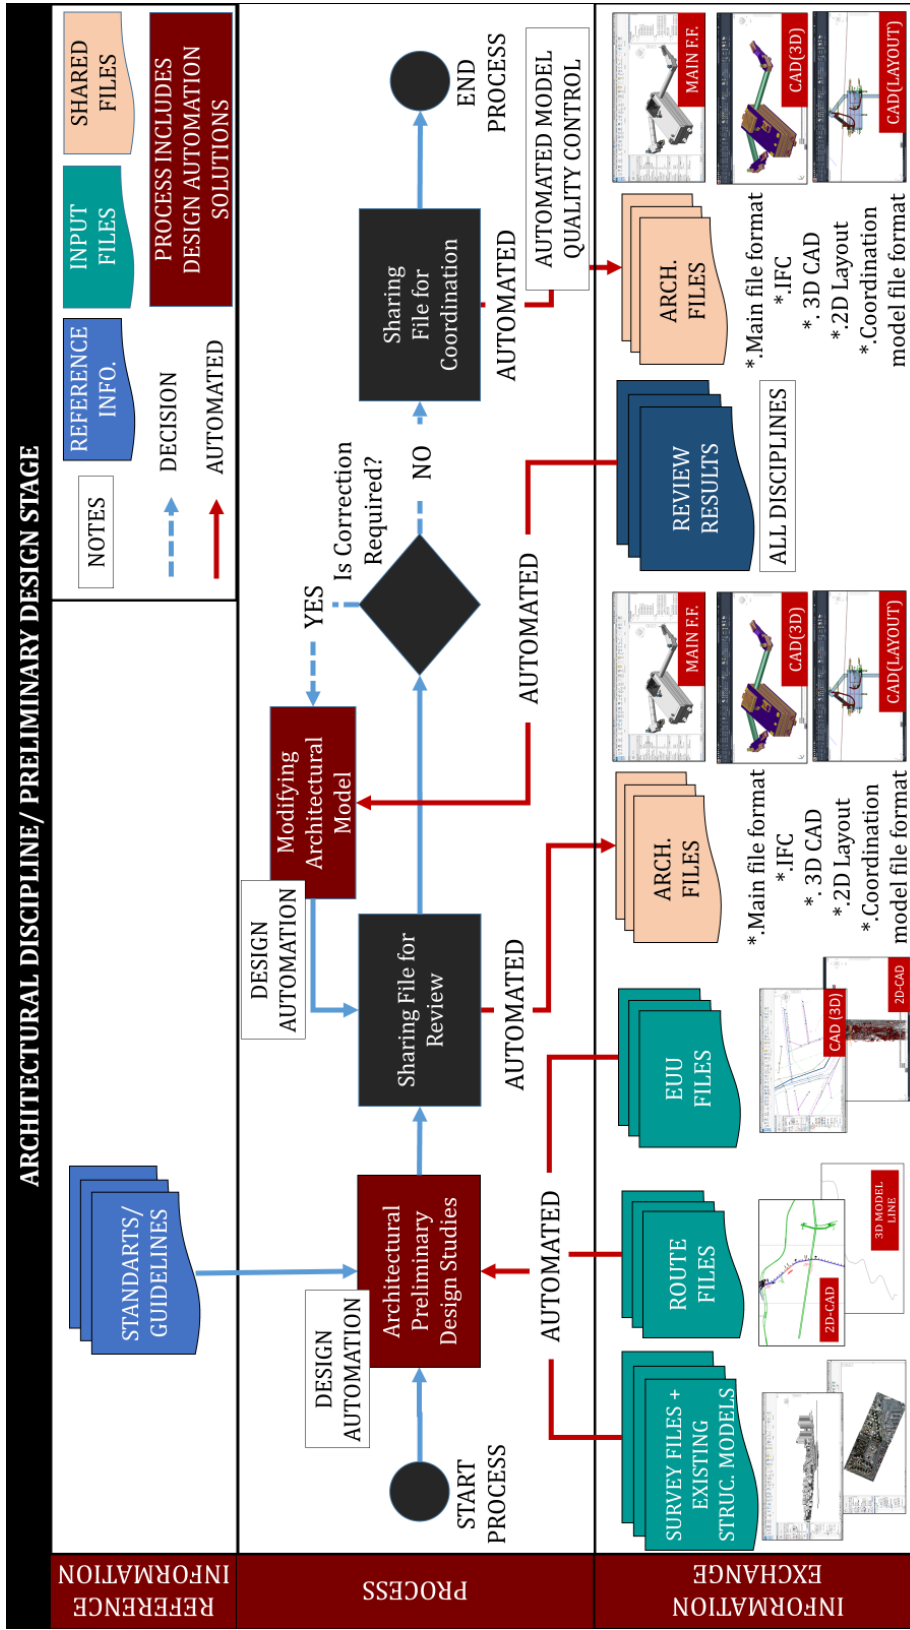 ARCHITECTURAL DISCIPLINE/ PRELIMINARY DESIGN STAGE
REFERENCE
INFORMATION
STANDARTS/
GUIDELINES
NOTES
REFERENCE
INFO.
INPUT
FILES
SHARED
FILES
DECISION
AUTOMATED
PROCESS INCLUDES
DESIGN AUTOMATION
SOLUTIONS
PROCESS
START
PROCESS
DESIGN
AUTOMATION
Architectural
Preliminary
Design Studies
Sharing File for
Review
DESIGN
AUTOMATION
Modifying
Architectural
Model
YES
Is Correction
Required?
NO
Sharing
File for
Coordination
END
PROCESS
AUTOMATED
AUTOMATED
AUTOMATED
AUTOMATED
AUTOMATED MODEL
QUALITY CONTROL
INFORMATION
EXCHANGE
SURVEY FILES +
EXISTING
STRUC. MODELS
ROUTE
FILES
2D-CAD
3D MODEL
LINE
EUU
FILES
CAD (3D)
2D-CAD
ARCH.
FILES
*.Main file format
*.IFC
*. 3D CAD
*.2D Layout
*.Coordination
model file format
MAIN F.F.
CAD(3D)
CAD(LAYOUT)
REVIEW
RESULTS
ALL DISCIPLINES
ARCH.
FILES
*.Main file format
*.IFC
*. 3D CAD
*.2D Layout
*.Coordination
model file format
MAIN F.F.
CAD(3D)
CAD(LAYOUT)